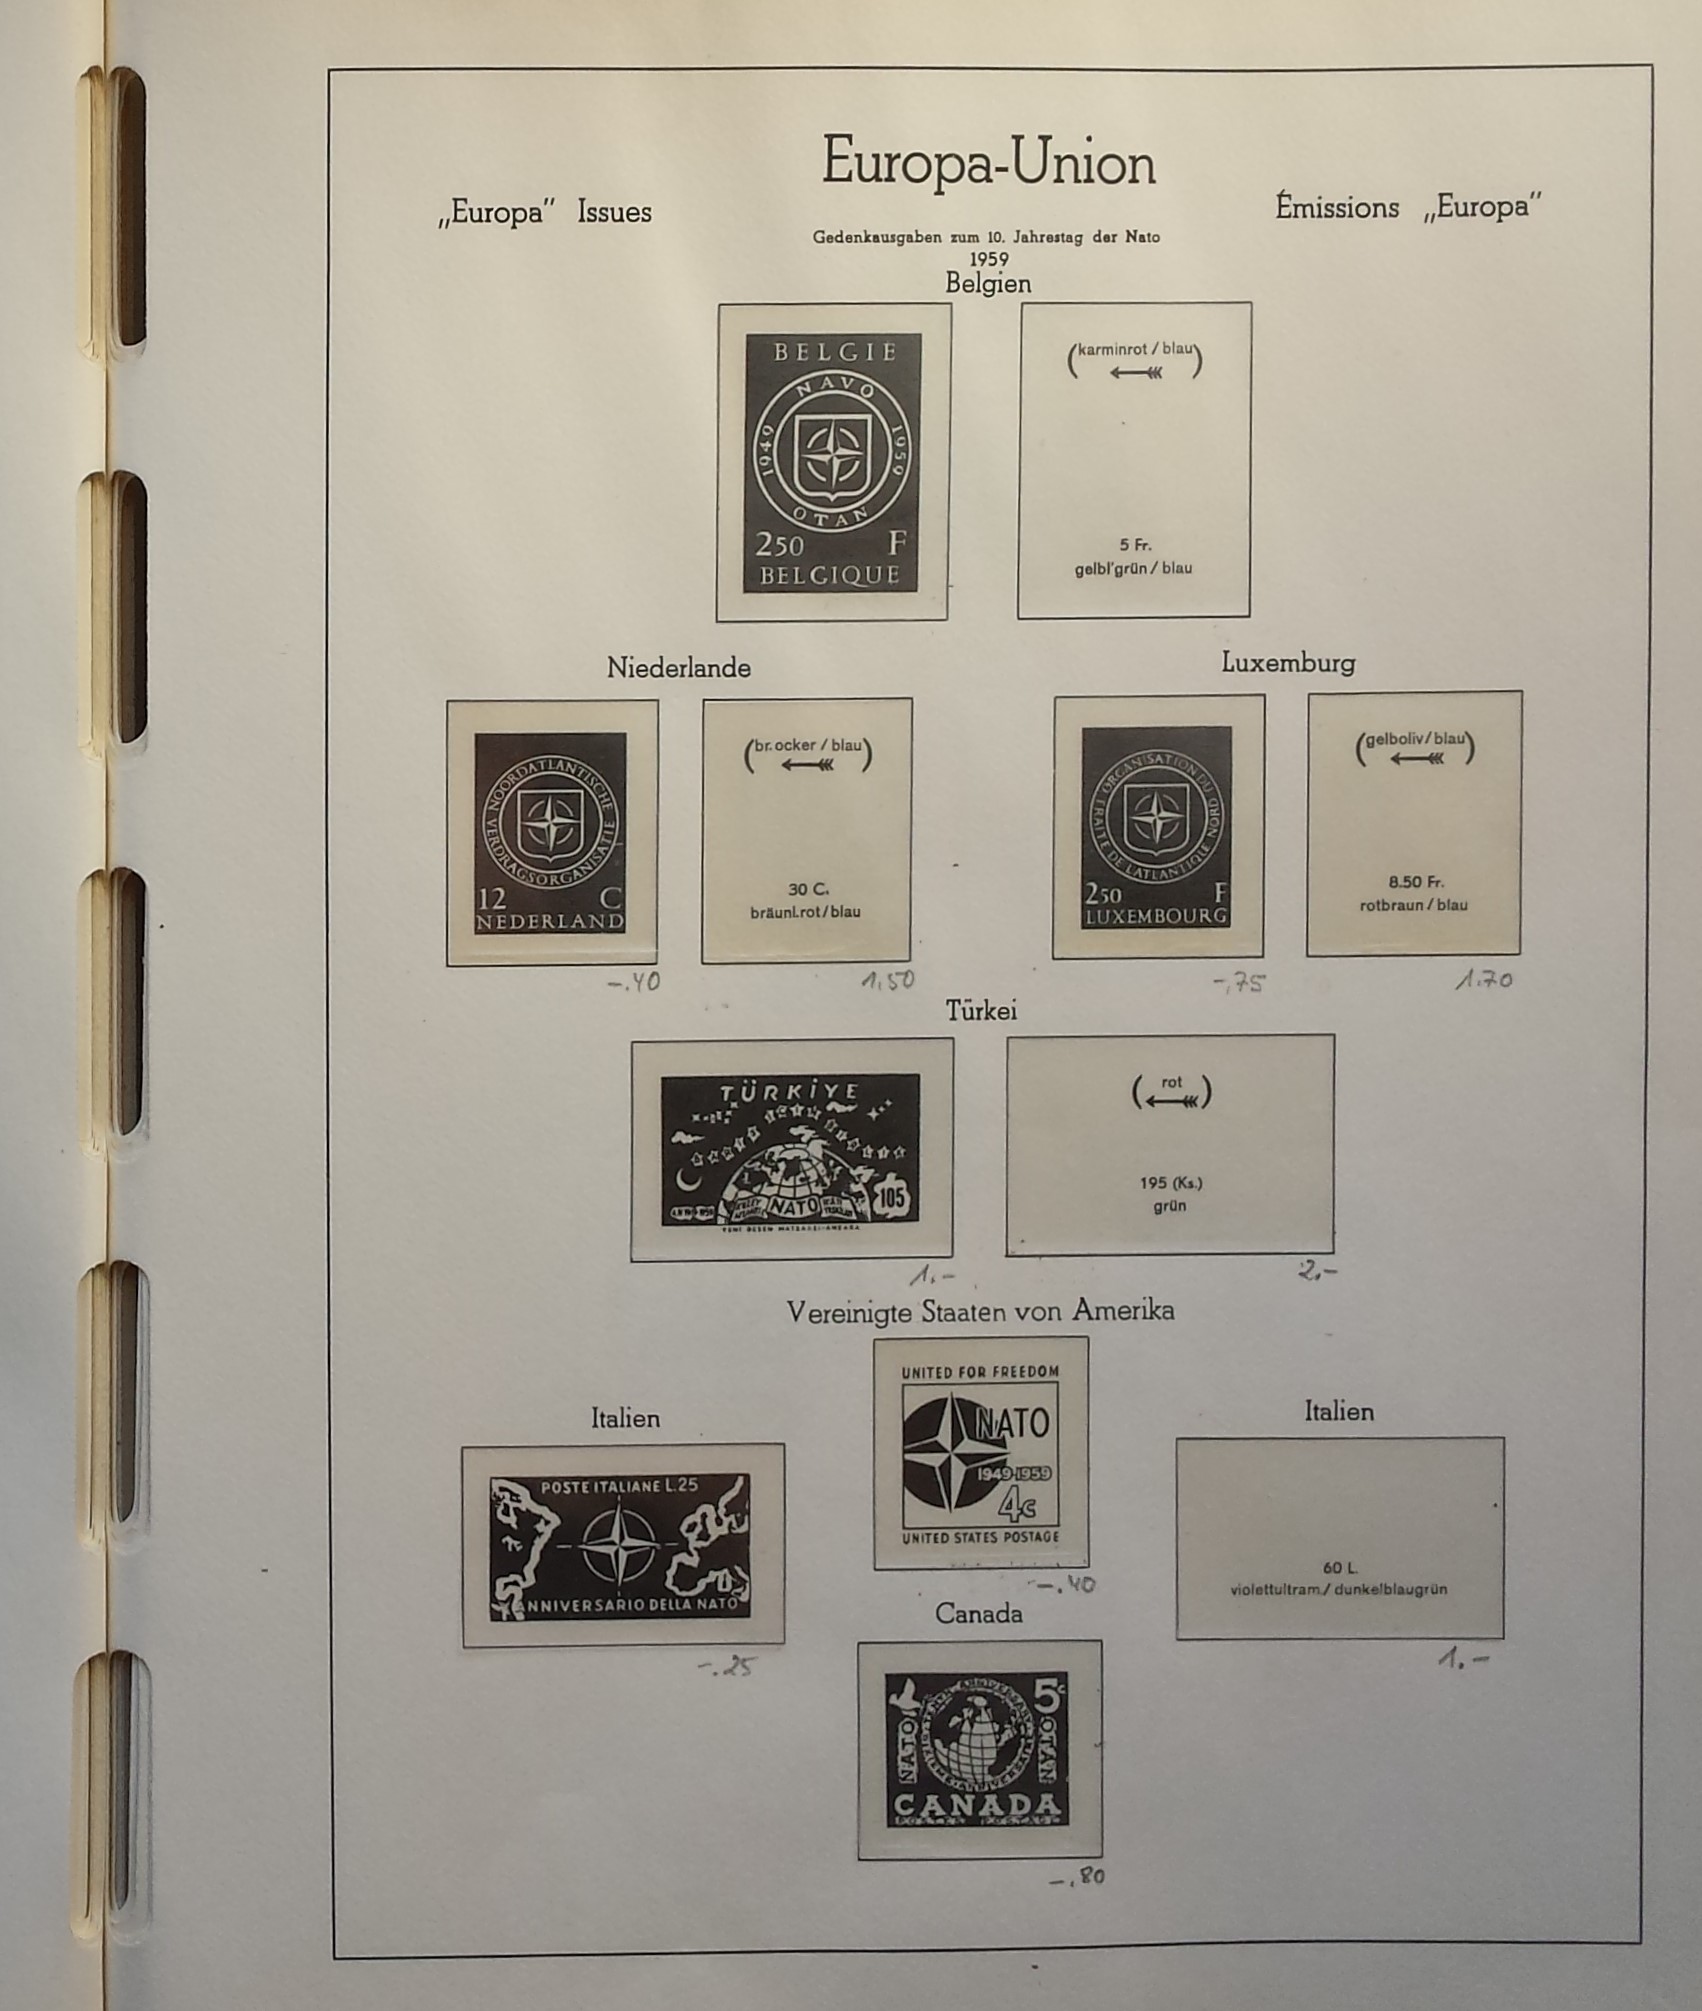 Europa-Union
„Europa" Issues
Émissions „Europa"
Gedenkausgaben zum 10. Jahrestag der Nato
1959
Belgien
BELGIE
NAVO
1949
1959
OTAN
250 F
BELGIQUE
(karminrot / blau)
5 Fr.
gelbl'grün / blau
Niederlande
NOORDATLANTISCHE
VERDRAGSORGANISATIE
12 C
NEDERLAND
-.40
(br. ocker / blau)
30 C.
bräunl.rot / blau
1,50
Luxemburg
ORGANISATION DU
TRAITE DE L'ATLANTIQUE NORD
250 F
LUXEMBOURG
-.75
(gelboliv / blau)
8.50 Fr.
rotbraun / blau
1.70
Türkei
TÜRKİYE
NATO
105
1.-
(rot)
195 (Ks.)
grün
2.-
Vereinigte Staaten von Amerika
UNITED FOR FREEDOM
NATO
1949-1959
4c
UNITED STATES POSTAGE
-.40
Italien
POSTE ITALIANE L.25
X ANNIVERSARIO DELLA NATO
-.25
Italien
60 L.
violettultram./ dunkelblaugrün
1.-
Canada
5c
NATO
OTAN
CANADA
POSTES POSTAGE
-.80